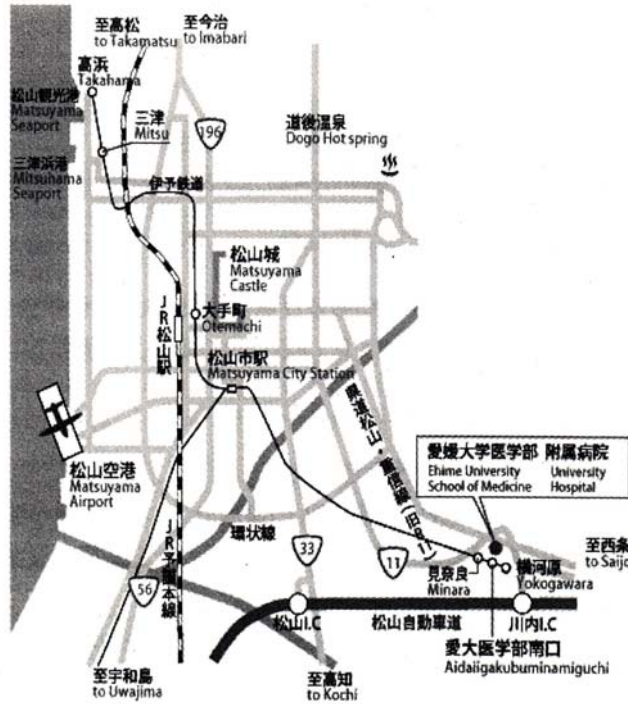 至高松
to Takamatsu
至今治
to Imabari
高浜
Takahama
松山観光港
Matsuyama
Seaport
三津
Mitsu
196
道後温泉
Dogo Hot spring
三津浜港
Mitsuhama
Seaport
伊予鉄道
松山城
Matsuyama
Castle
大手町
Otemachi
JR松山駅
松山市駅
Matsuyama City Station
県道松山・重信線(旧R11)
愛媛大学医学部 附属病院
Ehime University University
School of Medicine Hospital
松山空港
Matsuyama
Airport
環状線
33
11
至西条
to Saijo
見奈良
Minara
横河原
Yokogawara
56
JR予讃本線
松山I.C
松山自動車道
川内I.C
愛大医学部南口
Aidaiigakubuminamiguchi
至宇和島
to Uwajima
至高知
to Kochi